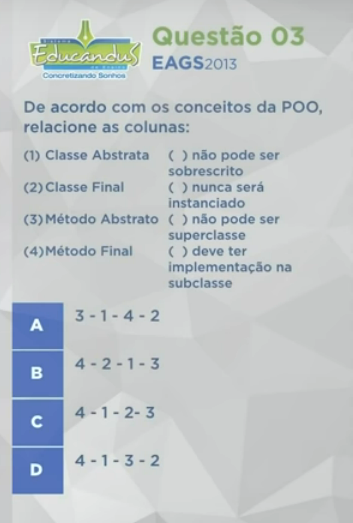 Sistema
Educandus
de Ensino
Concretizando Sonhos
Questão 03
EAGS2013
De acordo com os conceitos da POO,
relacione as colunas:
(1) Classe Abstrata ( ) não pode ser
sobrescrito
(2) Classe Final ( ) nunca será
instanciado
(3) Método Abstrato ( ) não pode ser
superclasse
(4) Método Final ( ) deve ter
implementação na
subclasse
A 3 - 1 - 4 - 2
B 4 - 2 - 1 - 3
C 4 - 1 - 2- 3
D 4 - 1 - 3 - 2